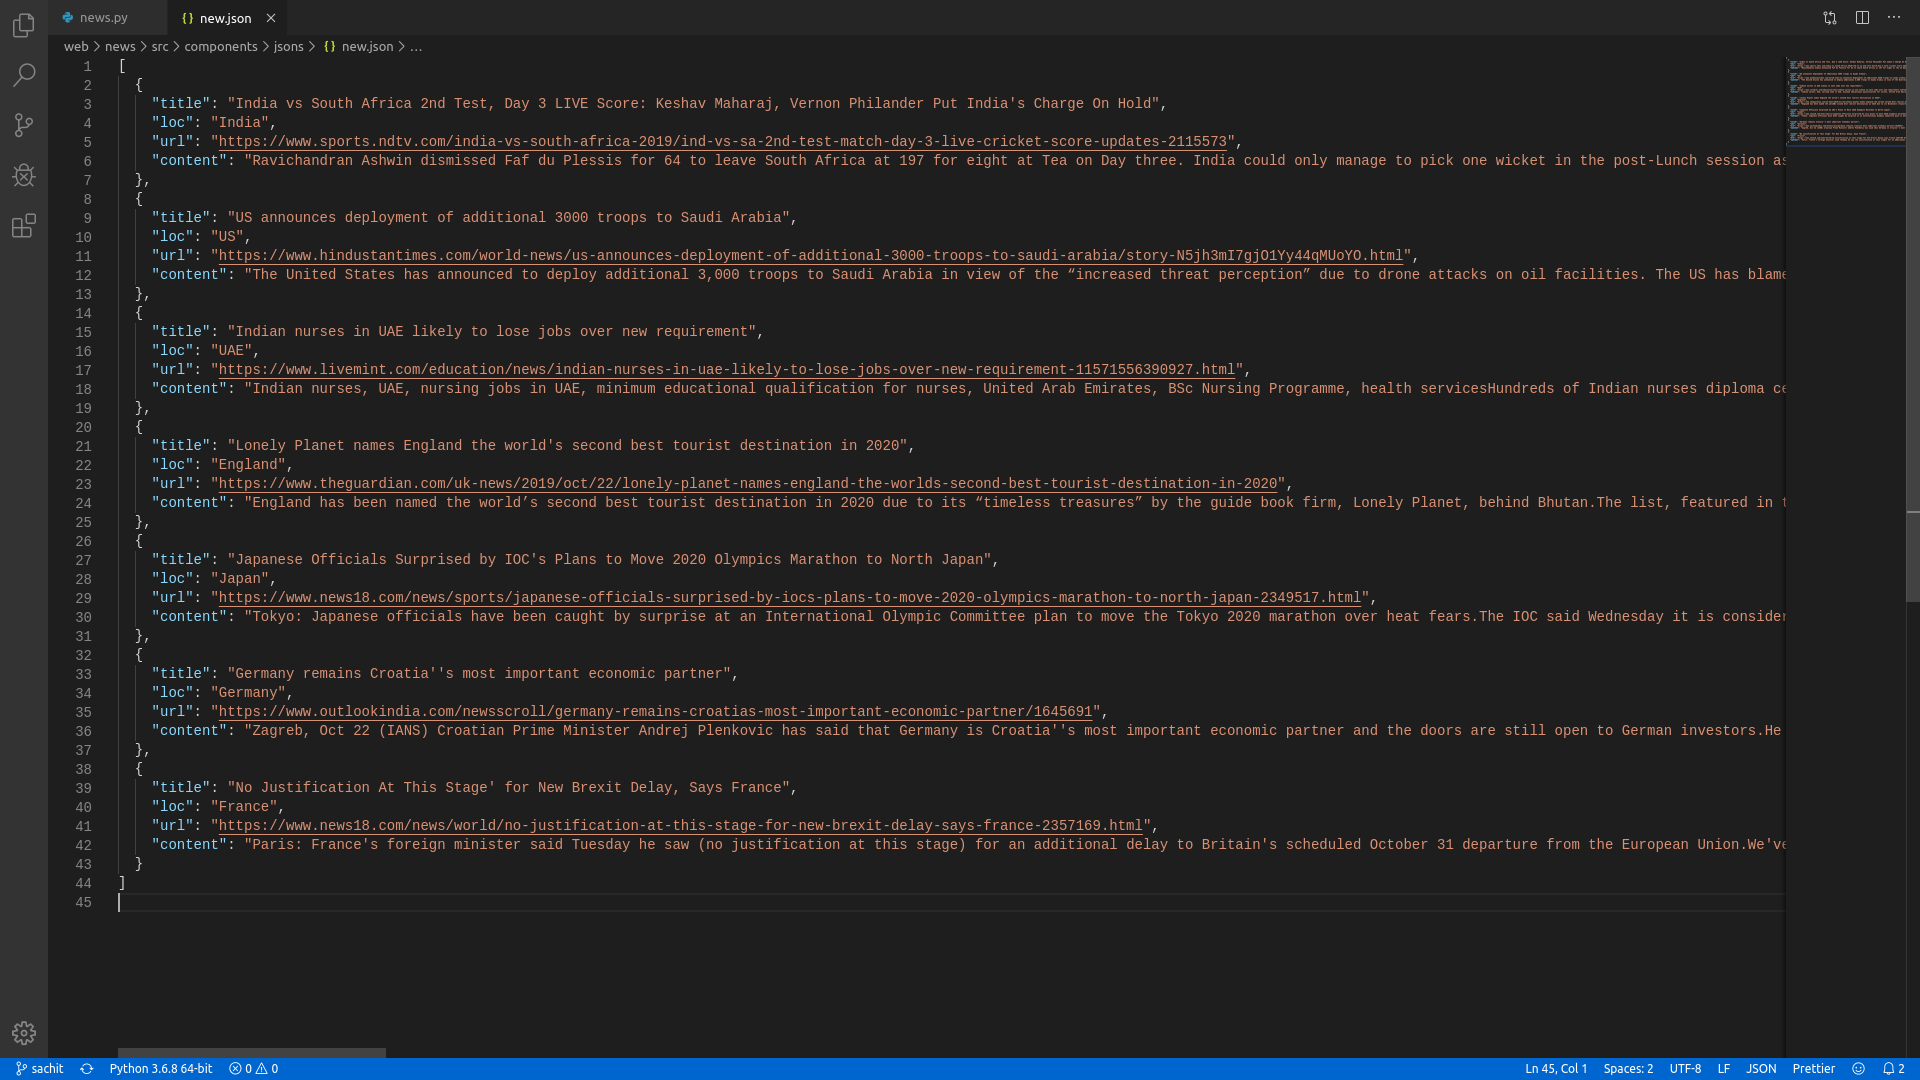 news.py new.json
web > news > src > components > jsons > {} new.json > ...
1 [
2 {
3 "title": "India vs South Africa 2nd Test, Day 3 LIVE Score: Keshav Maharaj, Vernon Philander Put India's Charge On Hold",
4 "loc": "India",
5 "url": "https://www.sports.ndtv.com/india-vs-south-africa-2019/ind-vs-sa-2nd-test-match-day-3-live-cricket-score-updates-2115573",
6 "content": "Ravichandran Ashwin dismissed Faf du Plessis for 64 to leave South Africa at 197 for eight at Tea on Day three. India could only manage to pick one wicket in the post-Lunch session as
7 },
8 {
9 "title": "US announces deployment of additional 3000 troops to Saudi Arabia",
10 "loc": "US",
11 "url": "https://www.hindustantimes.com/world-news/us-announces-deployment-of-additional-3000-troops-to-saudi-arabia/story-N5jh3mI7gjO1Yy44qMUoYO.html",
12 "content": "The United States has announced to deploy additional 3,000 troops to Saudi Arabia in view of the “increased threat perception” due to drone attacks on oil facilities. The US has blame
13 },
14 {
15 "title": "Indian nurses in UAE likely to lose jobs over new requirement",
16 "loc": "UAE",
17 "url": "https://www.livemint.com/education/news/indian-nurses-in-uae-likely-to-lose-jobs-over-new-requirement-11571556390927.html",
18 "content": "Indian nurses, UAE, nursing jobs in UAE, minimum educational qualification for nurses, United Arab Emirates, BSc Nursing Programme, health servicesHundreds of Indian nurses diploma ce
19 },
20 {
21 "title": "Lonely Planet names England the world's second best tourist destination in 2020",
22 "loc": "England",
23 "url": "https://www.theguardian.com/uk-news/2019/oct/22/lonely-planet-names-england-the-worlds-second-best-tourist-destination-in-2020",
24 "content": "England has been named the world’s second best tourist destination in 2020 due to its “timeless treasures” by the guide book firm, Lonely Planet, behind Bhutan.The list, featured in t
25 },
26 {
27 "title": "Japanese Officials Surprised by IOC's Plans to Move 2020 Olympics Marathon to North Japan",
28 "loc": "Japan",
29 "url": "https://www.news18.com/news/sports/japanese-officials-surprised-by-iocs-plans-to-move-2020-olympics-marathon-to-north-japan-2349517.html",
30 "content": "Tokyo: Japanese officials have been caught by surprise at an International Olympic Committee plan to move the Tokyo 2020 marathon over heat fears.The IOC said Wednesday it is consider
31 },
32 {
33 "title": "Germany remains Croatia''s most important economic partner",
34 "loc": "Germany",
35 "url": "https://www.outlookindia.com/newsscroll/germany-remains-croatias-most-important-economic-partner/1645691",
36 "content": "Zagreb, Oct 22 (IANS) Croatian Prime Minister Andrej Plenkovic has said that Germany is Croatia''s most important economic partner and the doors are still open to German investors.He
37 },
38 {
39 "title": "No Justification At This Stage' for New Brexit Delay, Says France",
40 "loc": "France",
41 "url": "https://www.news18.com/news/world/no-justification-at-this-stage-for-new-brexit-delay-says-france-2357169.html",
42 "content": "Paris: France's foreign minister said Tuesday he saw (no justification at this stage) for an additional delay to Britain's scheduled October 31 departure from the European Union.We've
43 }
44 ]
45
sachit Python 3.6.8 64-bit 0 0 Ln 45, Col 1 Spaces: 2 UTF-8 LF JSON Prettier 2